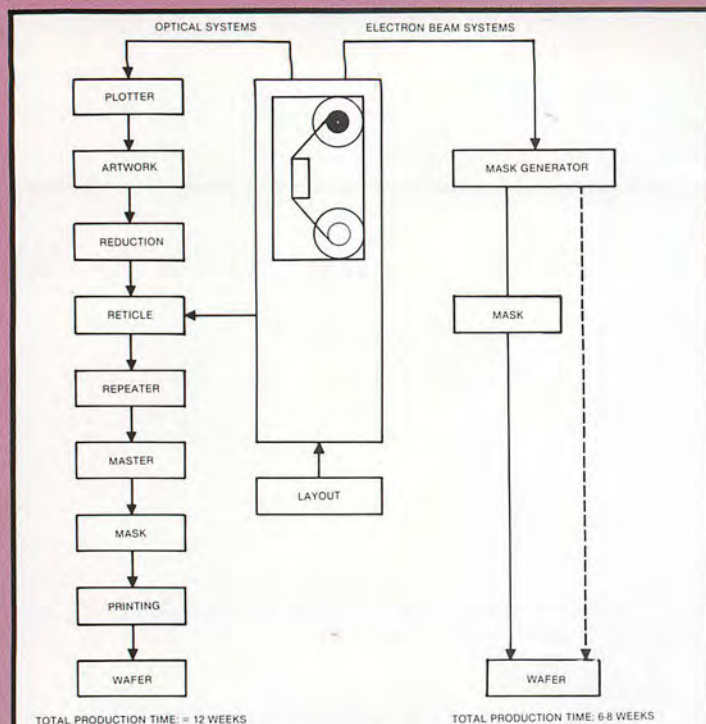 OPTICAL SYSTEMS
ELECTRON BEAM SYSTEMS
PLOTTER
ARTWORK
REDUCTION
RETICLE
REPEATER
MASTER
MASK
PRINTING
WAFER
LAYOUT
MASK GENERATOR
MASK
WAFER
TOTAL PRODUCTION TIME: = 12 WEEKS
TOTAL PRODUCTION TIME: 6-8 WEEKS